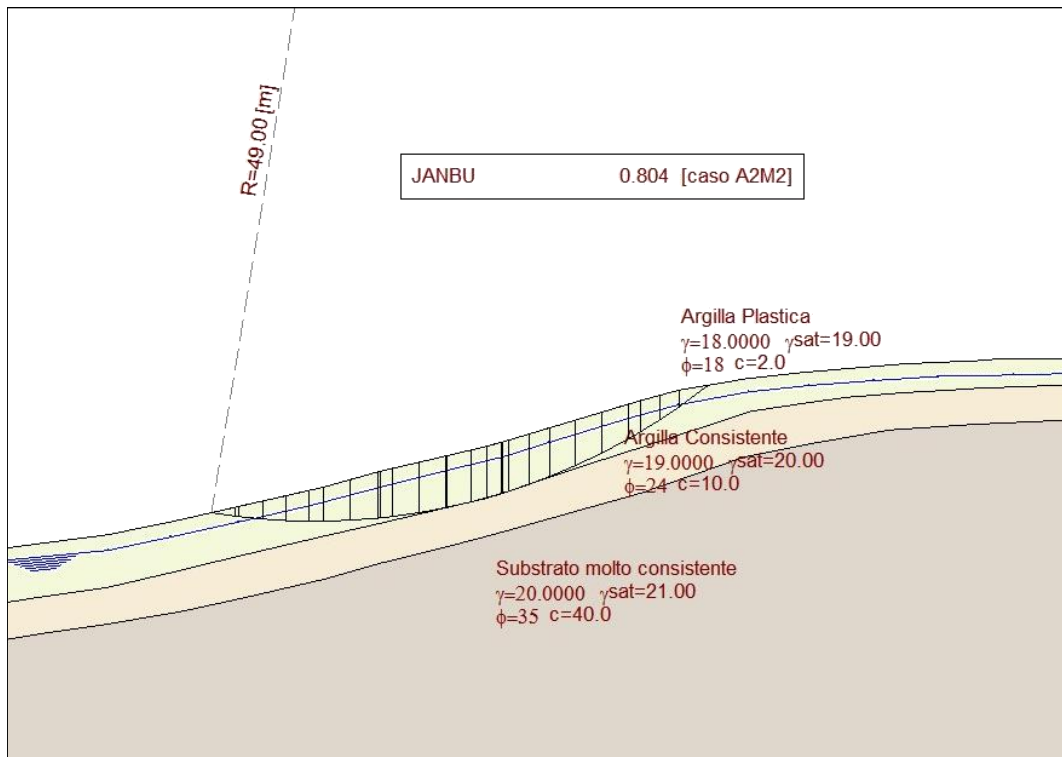 R=49.00 [m]
JANBU 0.804 [caso A2M2]
Argilla Plastica
γ=18.0000 γsat=19.00
ϕ=18 c=2.0
Argilla Consistente
γ=19.0000 γsat=20.00
ϕ=24 c=10.0
Substrato molto consistente
γ=20.0000 γsat=21.00
ϕ=35 c=40.0